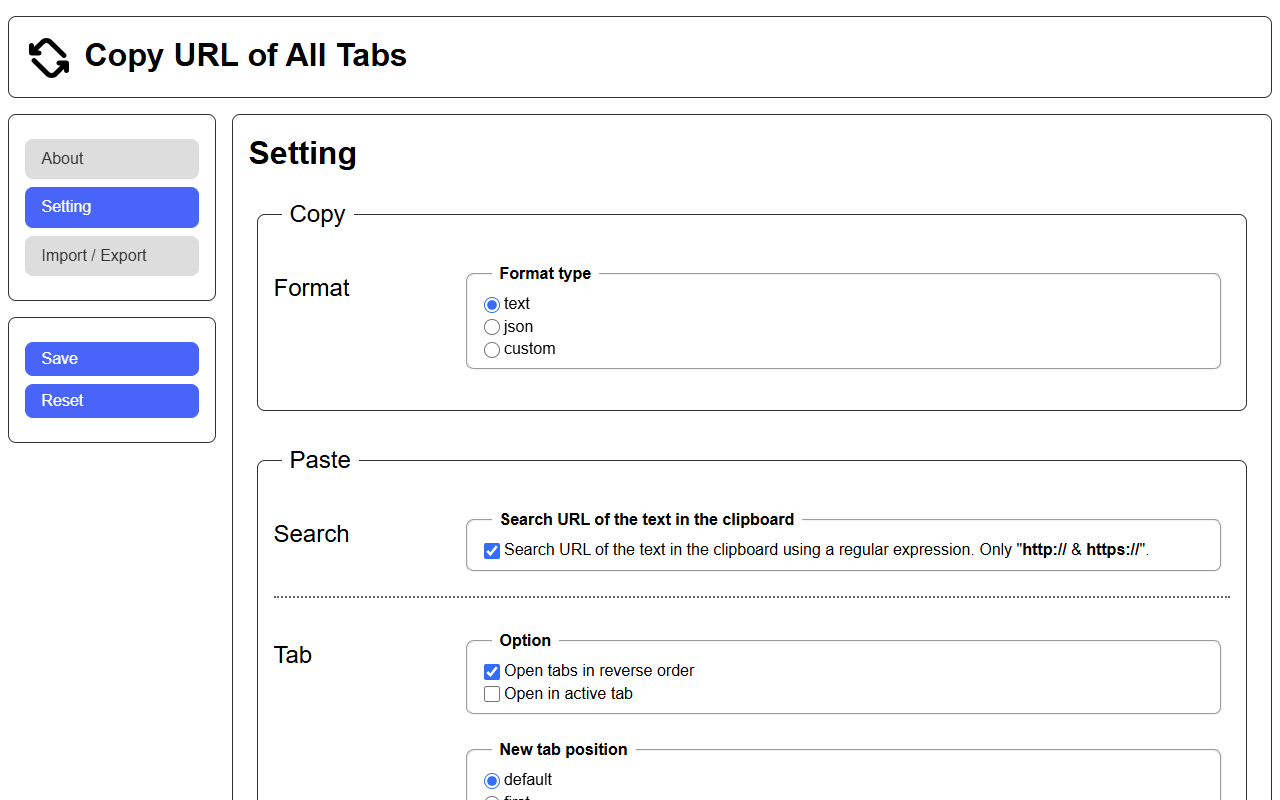 Copy URL of All Tabs
About
Setting
Import / Export
Save
Reset
Setting
Copy
Format
Format type
text
json
custom
Paste
Search
Search URL of the text in the clipboard
Search URL of the text in the clipboard using a regular expression. Only "http:// & https://".
Tab
Option
Open tabs in reverse order
Open in active tab
New tab position
default
first